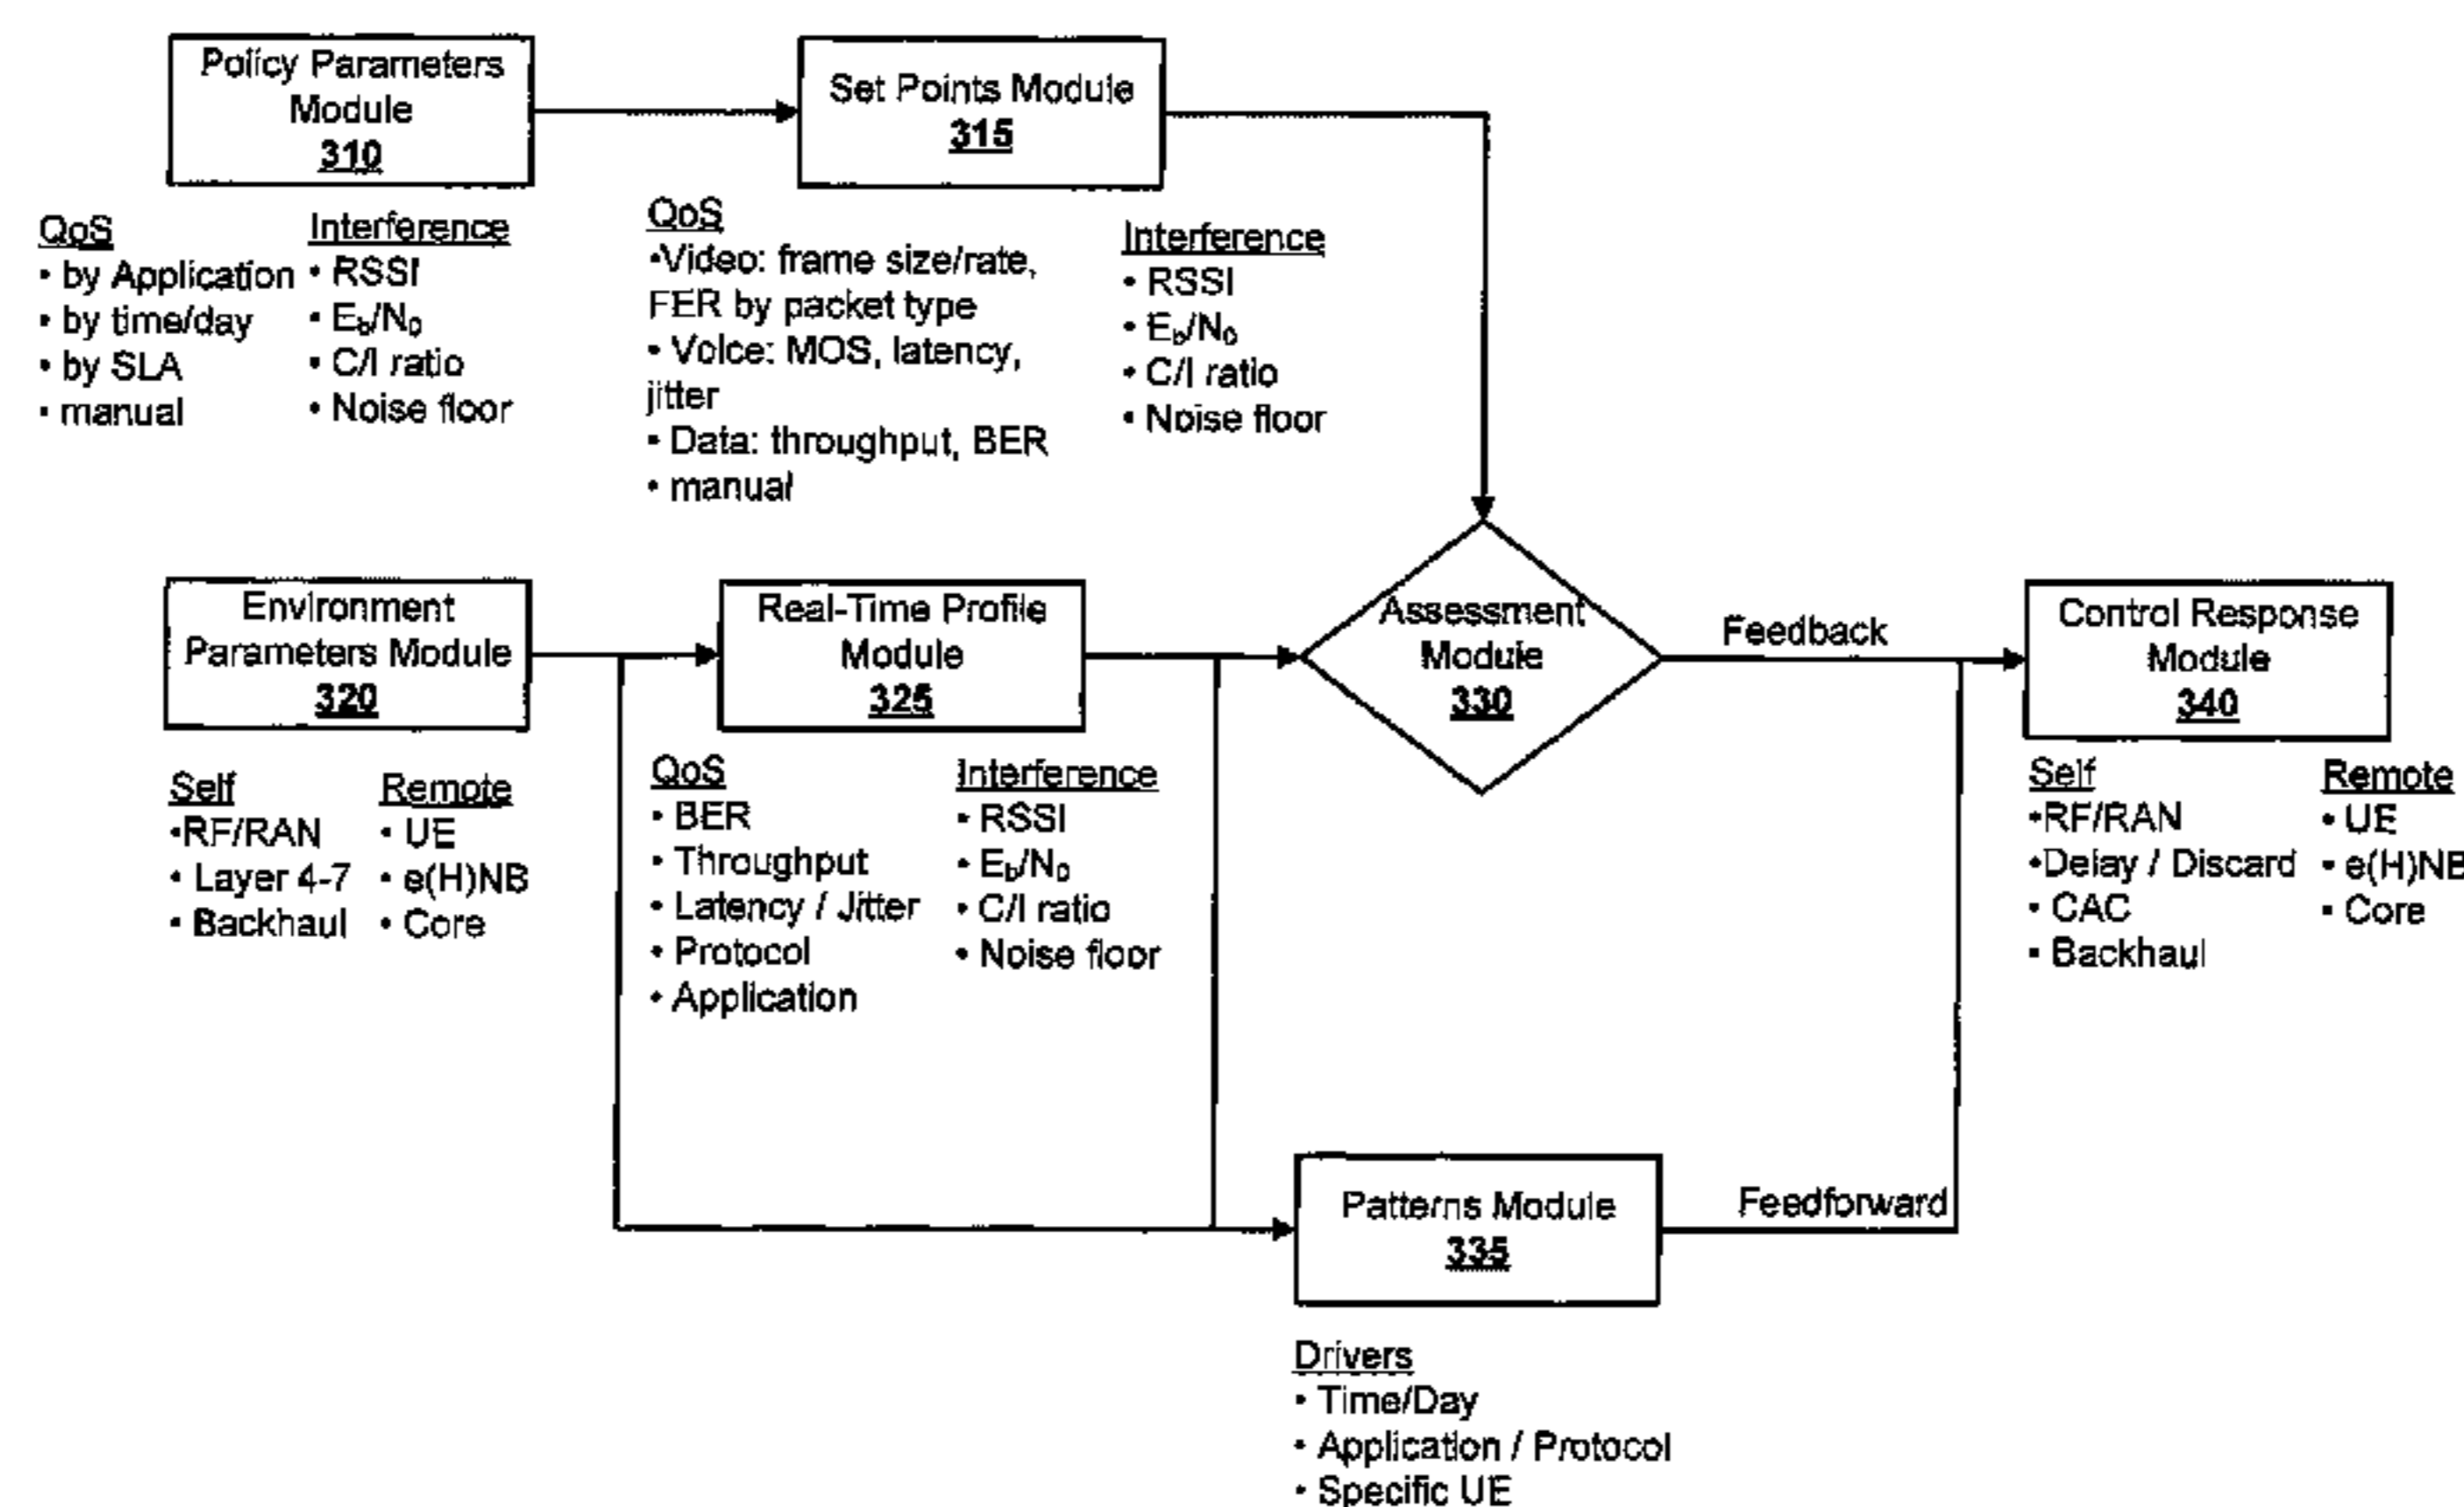 Policy Parameters
Module
310
Set Points Module
315
QoS
• by Application
• by time/day
• by SLA
• manual
Interference
• RSSI
• Eb/N0
• C/I ratio
• Noise floor
QoS
•Video: frame size/rate,
FER by packet type
• Voice: MOS, latency,
jitter
• Data: throughput, BER
• manual
Interference
• RSSI
• Eb/N0
• C/I ratio
• Noise floor
Environment
Parameters Module
320
Real-Time Profile
Module
325
Assessment
Module
330
Feedback
Control Response
Module
340
Self
•RF/RAN
• Layer 4-7
• Backhaul
Remote
• UE
• e(H)NB
• Core
QoS
• BER
• Throughput
• Latency / Jitter
• Protocol
• Application
Interference
• RSSI
• Eb/N0
• C/I ratio
• Noise floor
Self
•RF/RAN
•Delay / Discard
• CAC
• Backhaul
Remote
• UE
• e(H)NB
• Core
Patterns Module
335
Feedforward
Drivers
• Time/Day
• Application / Protocol
• Specific UE